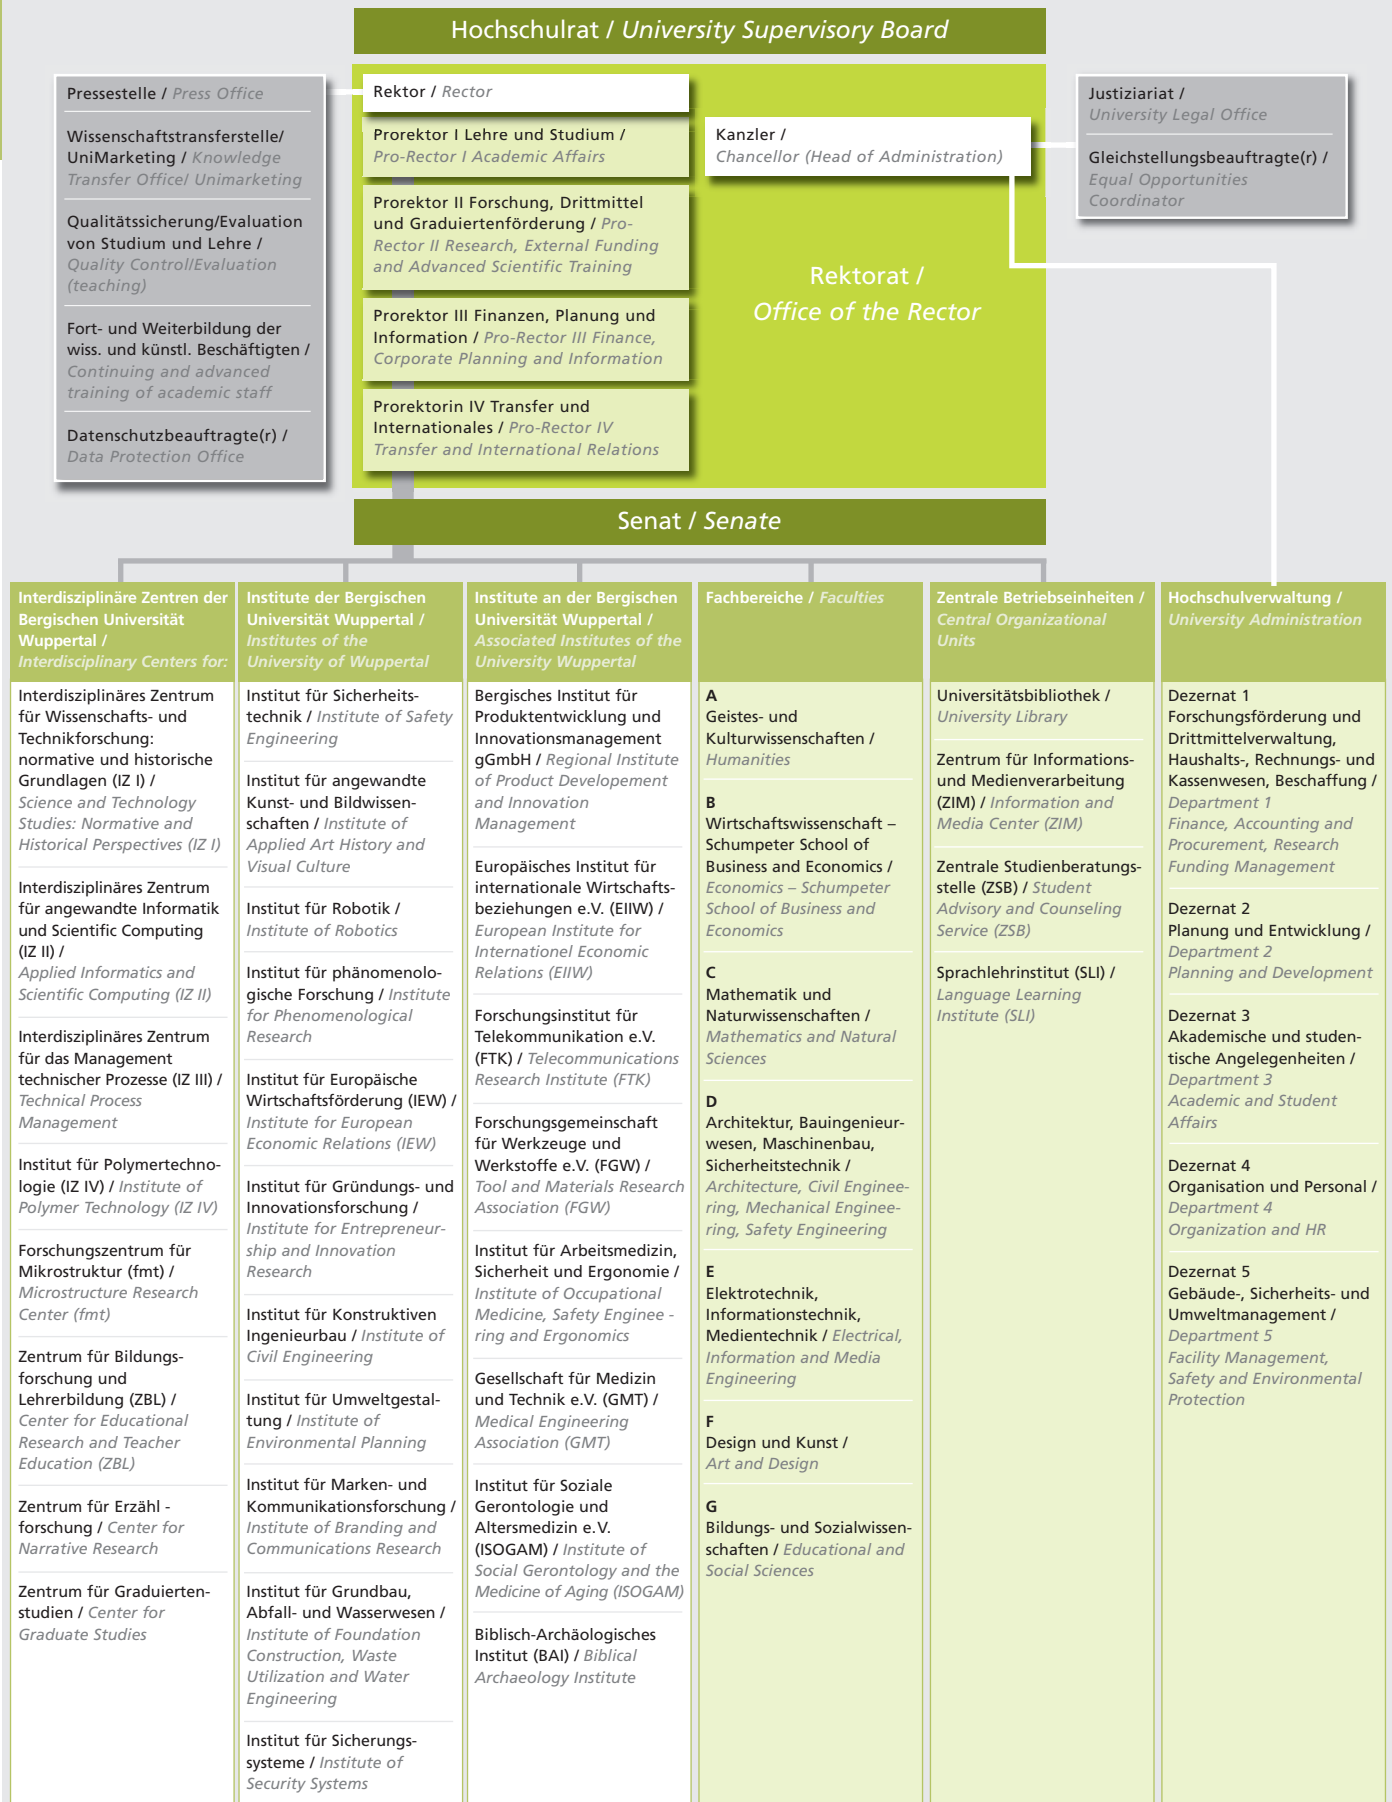 Hochschulrat / University Supervisory Board
Pressestelle / Press Office
Wissenschaftstransferstelle/
UniMarketing / Knowledge
Transfer Office/ Unimarketing
Qualitätssicherung/Evaluation
von Studium und Lehre /
Quality Control/Evaluation
(teaching)
Fort- und Weiterbildung der
wiss. und künstl. Beschäftigten /
Continuing and advanced
training of academic staff
Datenschutzbeauftragte(r) /
Data Protection Office
Rektor / Rector
Prorektor I Lehre und Studium /
Pro-Rector I Academic Affairs
Prorektor II Forschung, Drittmittel
und Graduiertenförderung / Pro-
Rector II Research, External Funding
and Advanced Scientific Training
Prorektor III Finanzen, Planung und
Information / Pro-Rector III Finance,
Corporate Planning and Information
Prorektorin IV Transfer und
Internationales / Pro-Rector IV
Transfer and International Relations
Kanzler /
Chancellor (Head of Administration)
Rektorat /
Office of the Rector
Justiziariat /
University Legal Office
Gleichstellungsbeauftragte(r) /
Equal Opportunities
Coordinator
Senat / Senate
Interdisziplinäre Zentren der
Bergischen Universität
Wuppertal /
Interdisciplinary Centers for:
Interdisziplinäres Zentrum
für Wissenschafts- und
Technikforschung:
normative und historische
Grundlagen (IZ I) /
Science and Technology
Studies: Normative and
Historical Perspectives (IZ I)
Interdisziplinäres Zentrum
für angewandte Informatik
und Scientific Computing
(IZ II) /
Applied Informatics and
Scientific Computing (IZ II)
Interdisziplinäres Zentrum
für das Management
technischer Prozesse (IZ III) /
Technical Process
Management
Institut für Polymertechno-
logie (IZ IV) / Institute of
Polymer Technology (IZ IV)
Forschungszentrum für
Mikrostruktur (fmt) /
Microstructure Research
Center (fmt)
Zentrum für Bildungs-
forschung und
Lehrerbildung (ZBL) /
Center for Educational
Research and Teacher
Education (ZBL)
Zentrum für Erzähl -
forschung / Center for
Narrative Research
Zentrum für Graduierten-
studien / Center for
Graduate Studies
Institute der Bergischen
Universität Wuppertal /
Institutes of the
University of Wuppertal
Institut für Sicherheits-
technik / Institute of Safety
Engineering
Institut für angewandte
Kunst- und Bildwissen-
schaften / Institute of
Applied Art History and
Visual Culture
Institut für Robotik /
Institute of Robotics
Institut für phänomenolo-
gische Forschung / Institute
for Phenomenological
Research
Institut für Europäische
Wirtschaftsförderung (IEW) /
Institute for European
Economic Relations (IEW)
Institut für Gründungs- und
Innovationsforschung /
Institute for Entrepreneur-
ship and Innovation
Research
Institut für Konstruktiven
Ingenieurbau / Institute of
Civil Engineering
Institut für Umweltgestal-
tung / Institute of
Environmental Planning
Institut für Marken- und
Kommunikationsforschung /
Institute of Branding and
Communications Research
Institut für Grundbau,
Abfall- und Wasserwesen /
Institute of Foundation
Construction, Waste
Utilization and Water
Engineering
Institut für Sicherungs-
systeme / Institute of
Security Systems
Institute an der Bergischen
Universität Wuppertal /
Associated Institutes of the
University Wuppertal
Bergisches Institut für
Produktentwicklung und
Innovationsmanagement
gGmbH / Regional Institute
of Product Developement
and Innovation
Management
Europäisches Institut für
internationale Wirtschafts-
beziehungen e.V. (EIIW) /
European Institute for
Internationel Economic
Relations (EIIW)
Forschungsinstitut für
Telekommunikation e.V.
(FTK) / Telecommunications
Research Institute (FTK)
Forschungsgemeinschaft
für Werkzeuge und
Werkstoffe e.V. (FGW) /
Tool and Materials Research
Association (FGW)
Institut für Arbeitsmedizin,
Sicherheit und Ergonomie /
Institute of Occupational
Medicine, Safety Enginee -
ring and Ergonomics
Gesellschaft für Medizin
und Technik e.V. (GMT) /
Medical Engineering
Association (GMT)
Institut für Soziale
Gerontologie und
Altersmedizin e.V.
(ISOGAM) / Institute of
Social Gerontology and the
Medicine of Aging (ISOGAM)
Biblisch-Archäologisches
Institut (BAI) / Biblical
Archaeology Institute
Fachbereiche / Faculties
A
Geistes- und
Kulturwissenschaften /
Humanities
B
Wirtschaftswissenschaft –
Schumpeter School of
Business and Economics /
Economics – Schumpeter
School of Business and
Economics
C
Mathematik und
Naturwissenschaften /
Mathematics and Natural
Sciences
D
Architektur, Bauingenieur-
wesen, Maschinenbau,
Sicherheitstechnik /
Architecture, Civil Enginee-
ring, Mechanical Enginee-
ring, Safety Engineering
E
Elektrotechnik,
Informationstechnik,
Medientechnik / Electrical,
Information and Media
Engineering
F
Design und Kunst /
Art and Design
G
Bildungs- und Sozialwissen-
schaften / Educational and
Social Sciences
Zentrale Betriebseinheiten /
Central Organizational
Units
Universitätsbibliothek /
University Library
Zentrum für Informations-
und Medienverarbeitung
(ZIM) / Information and
Media Center (ZIM)
Zentrale Studienberatungs-
stelle (ZSB) / Student
Advisory and Counseling
Service (ZSB)
Sprachlehrinstitut (SLI) /
Language Learning
Institute (SLI)
Hochschulverwaltung /
University Administration
Dezernat 1
Forschungsförderung und
Drittmittelverwaltung,
Haushalts-, Rechnungs- und
Kassenwesen, Beschaffung /
Department 1
Finance, Accounting and
Procurement, Research
Funding Management
Dezernat 2
Planung und Entwicklung /
Department 2
Planning and Development
Dezernat 3
Akademische und studen-
tische Angelegenheiten /
Department 3
Academic and Student
Affairs
Dezernat 4
Organisation und Personal /
Department 4
Organization and HR
Dezernat 5
Gebäude-, Sicherheits- und
Umweltmanagement /
Department 5
Facility Management,
Safety and Environmental
Protection